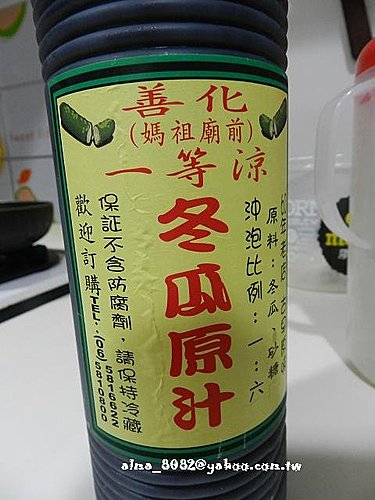 善化
(媽祖廟前)
一等涼
冬瓜原汁
原料：冬瓜、砂糖
沖泡比例：一：六
保証不含防腐劑，請保持冷藏
歡迎訂購TEL:(06)5816622
5810800
alna_8082@yahoo.com.tw